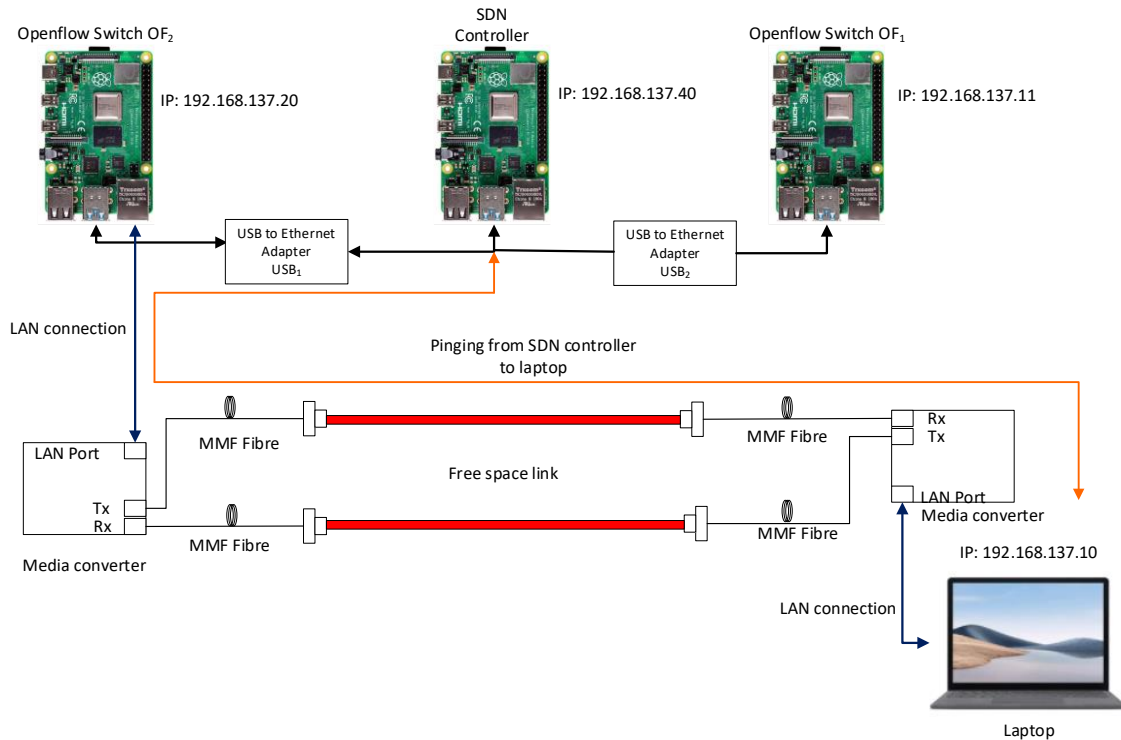 Openflow Switch OF₂
SDN
Controller
Openflow Switch OF₁
IP: 192.168.137.20
IP: 192.168.137.40
IP: 192.168.137.11
USB to Ethernet
Adapter
USB₁
USB to Ethernet
Adapter
USB₂
LAN connection
Pinging from SDN controller
to laptop
MMF Fibre
MMF Fibre
Rx
Tx
LAN Port
Free space link
Tx
Rx
LAN Port
Media converter
MMF Fibre
MMF Fibre
Media converter
IP: 192.168.137.10
LAN connection
Laptop